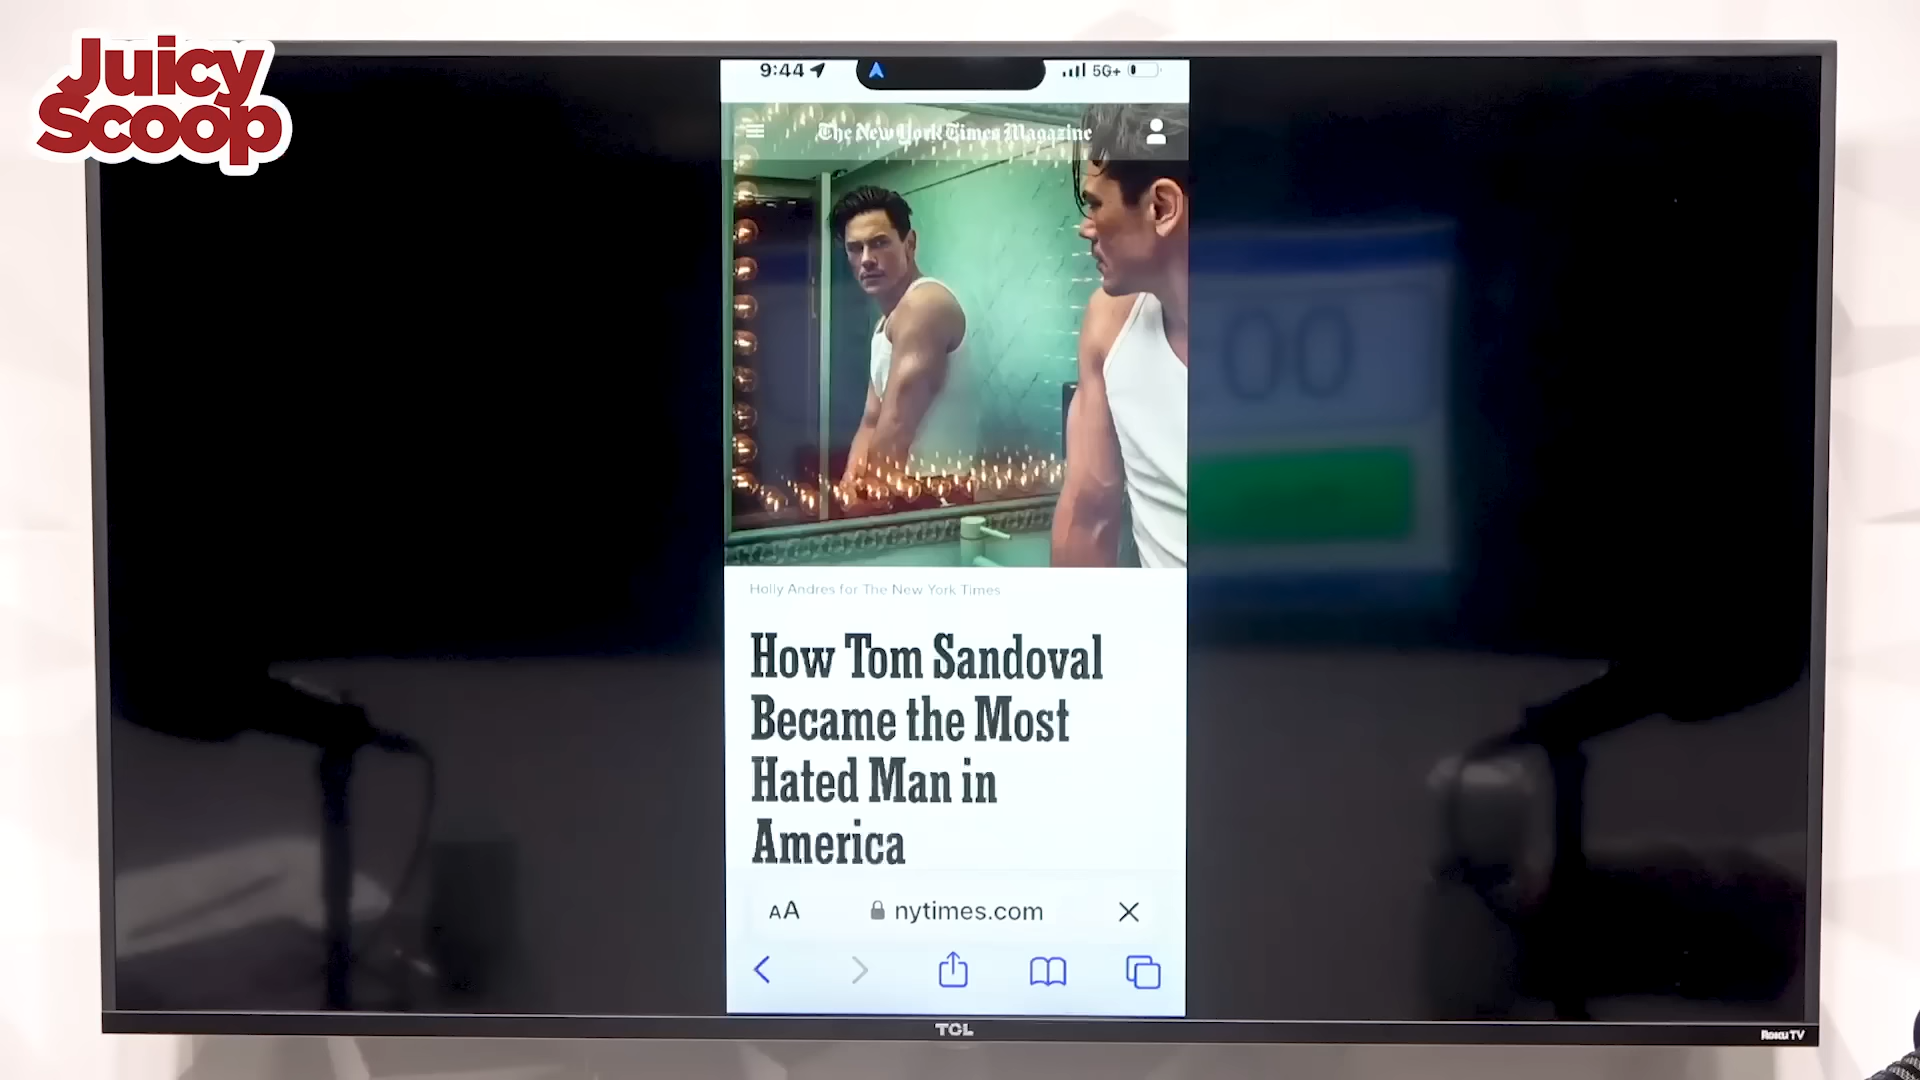 Juicy
Scoop
9:44
5G+
The New York Times Magazine
.00
Holly Andres for The New York Times
How Tom Sandoval
Became the Most
Hated Man in
America
AA
nytimes.com
TCL
Roku TV